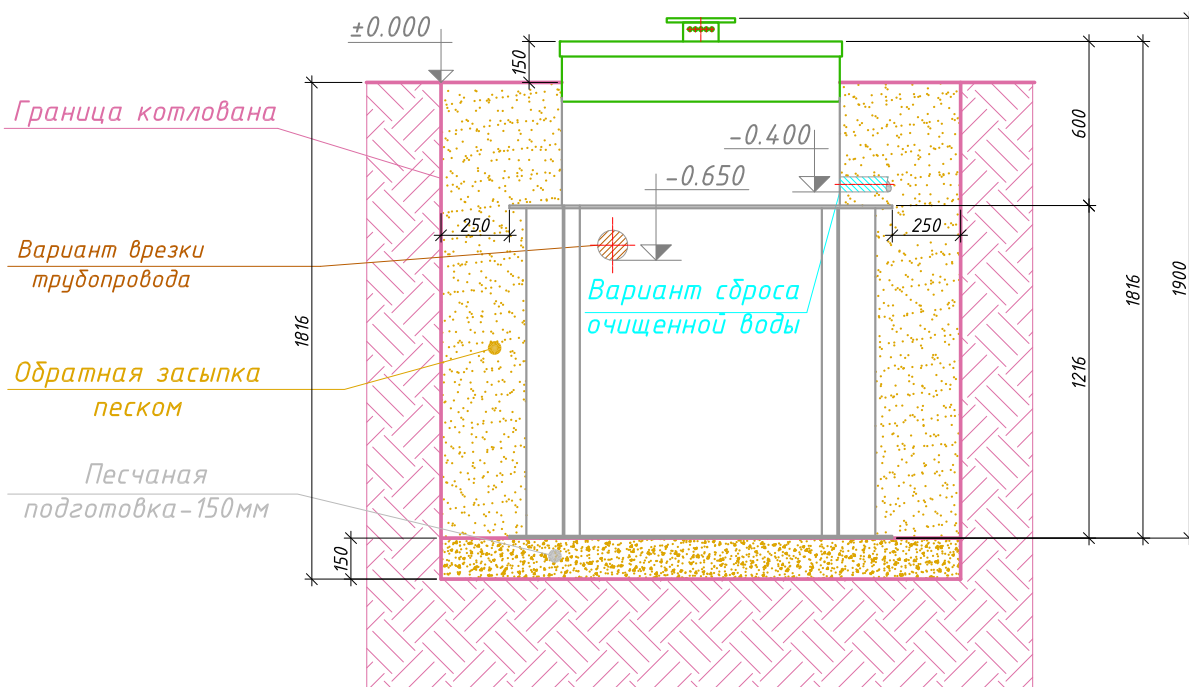 ±0.000
150
Граница котлована
600
-0.400
-0.650
250
250
Вариант врезки
трубопровода
Вариант сброса
очищенной воды
1816
1816
1900
Обратная засыпка
песком
1216
Песчаная
подготовка-150мм
150